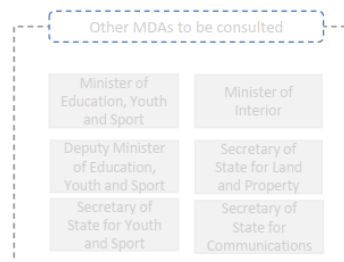 Other MDAs to be consulted
Minister of
Education, Youth
and Sport
Minister of
Interior
Deputy Minister
of Education,
Youth and Sport
Secretary of
State for Land
and Property
Secretary of
State for Youth
and Sport
Secretary of
State for
Communications